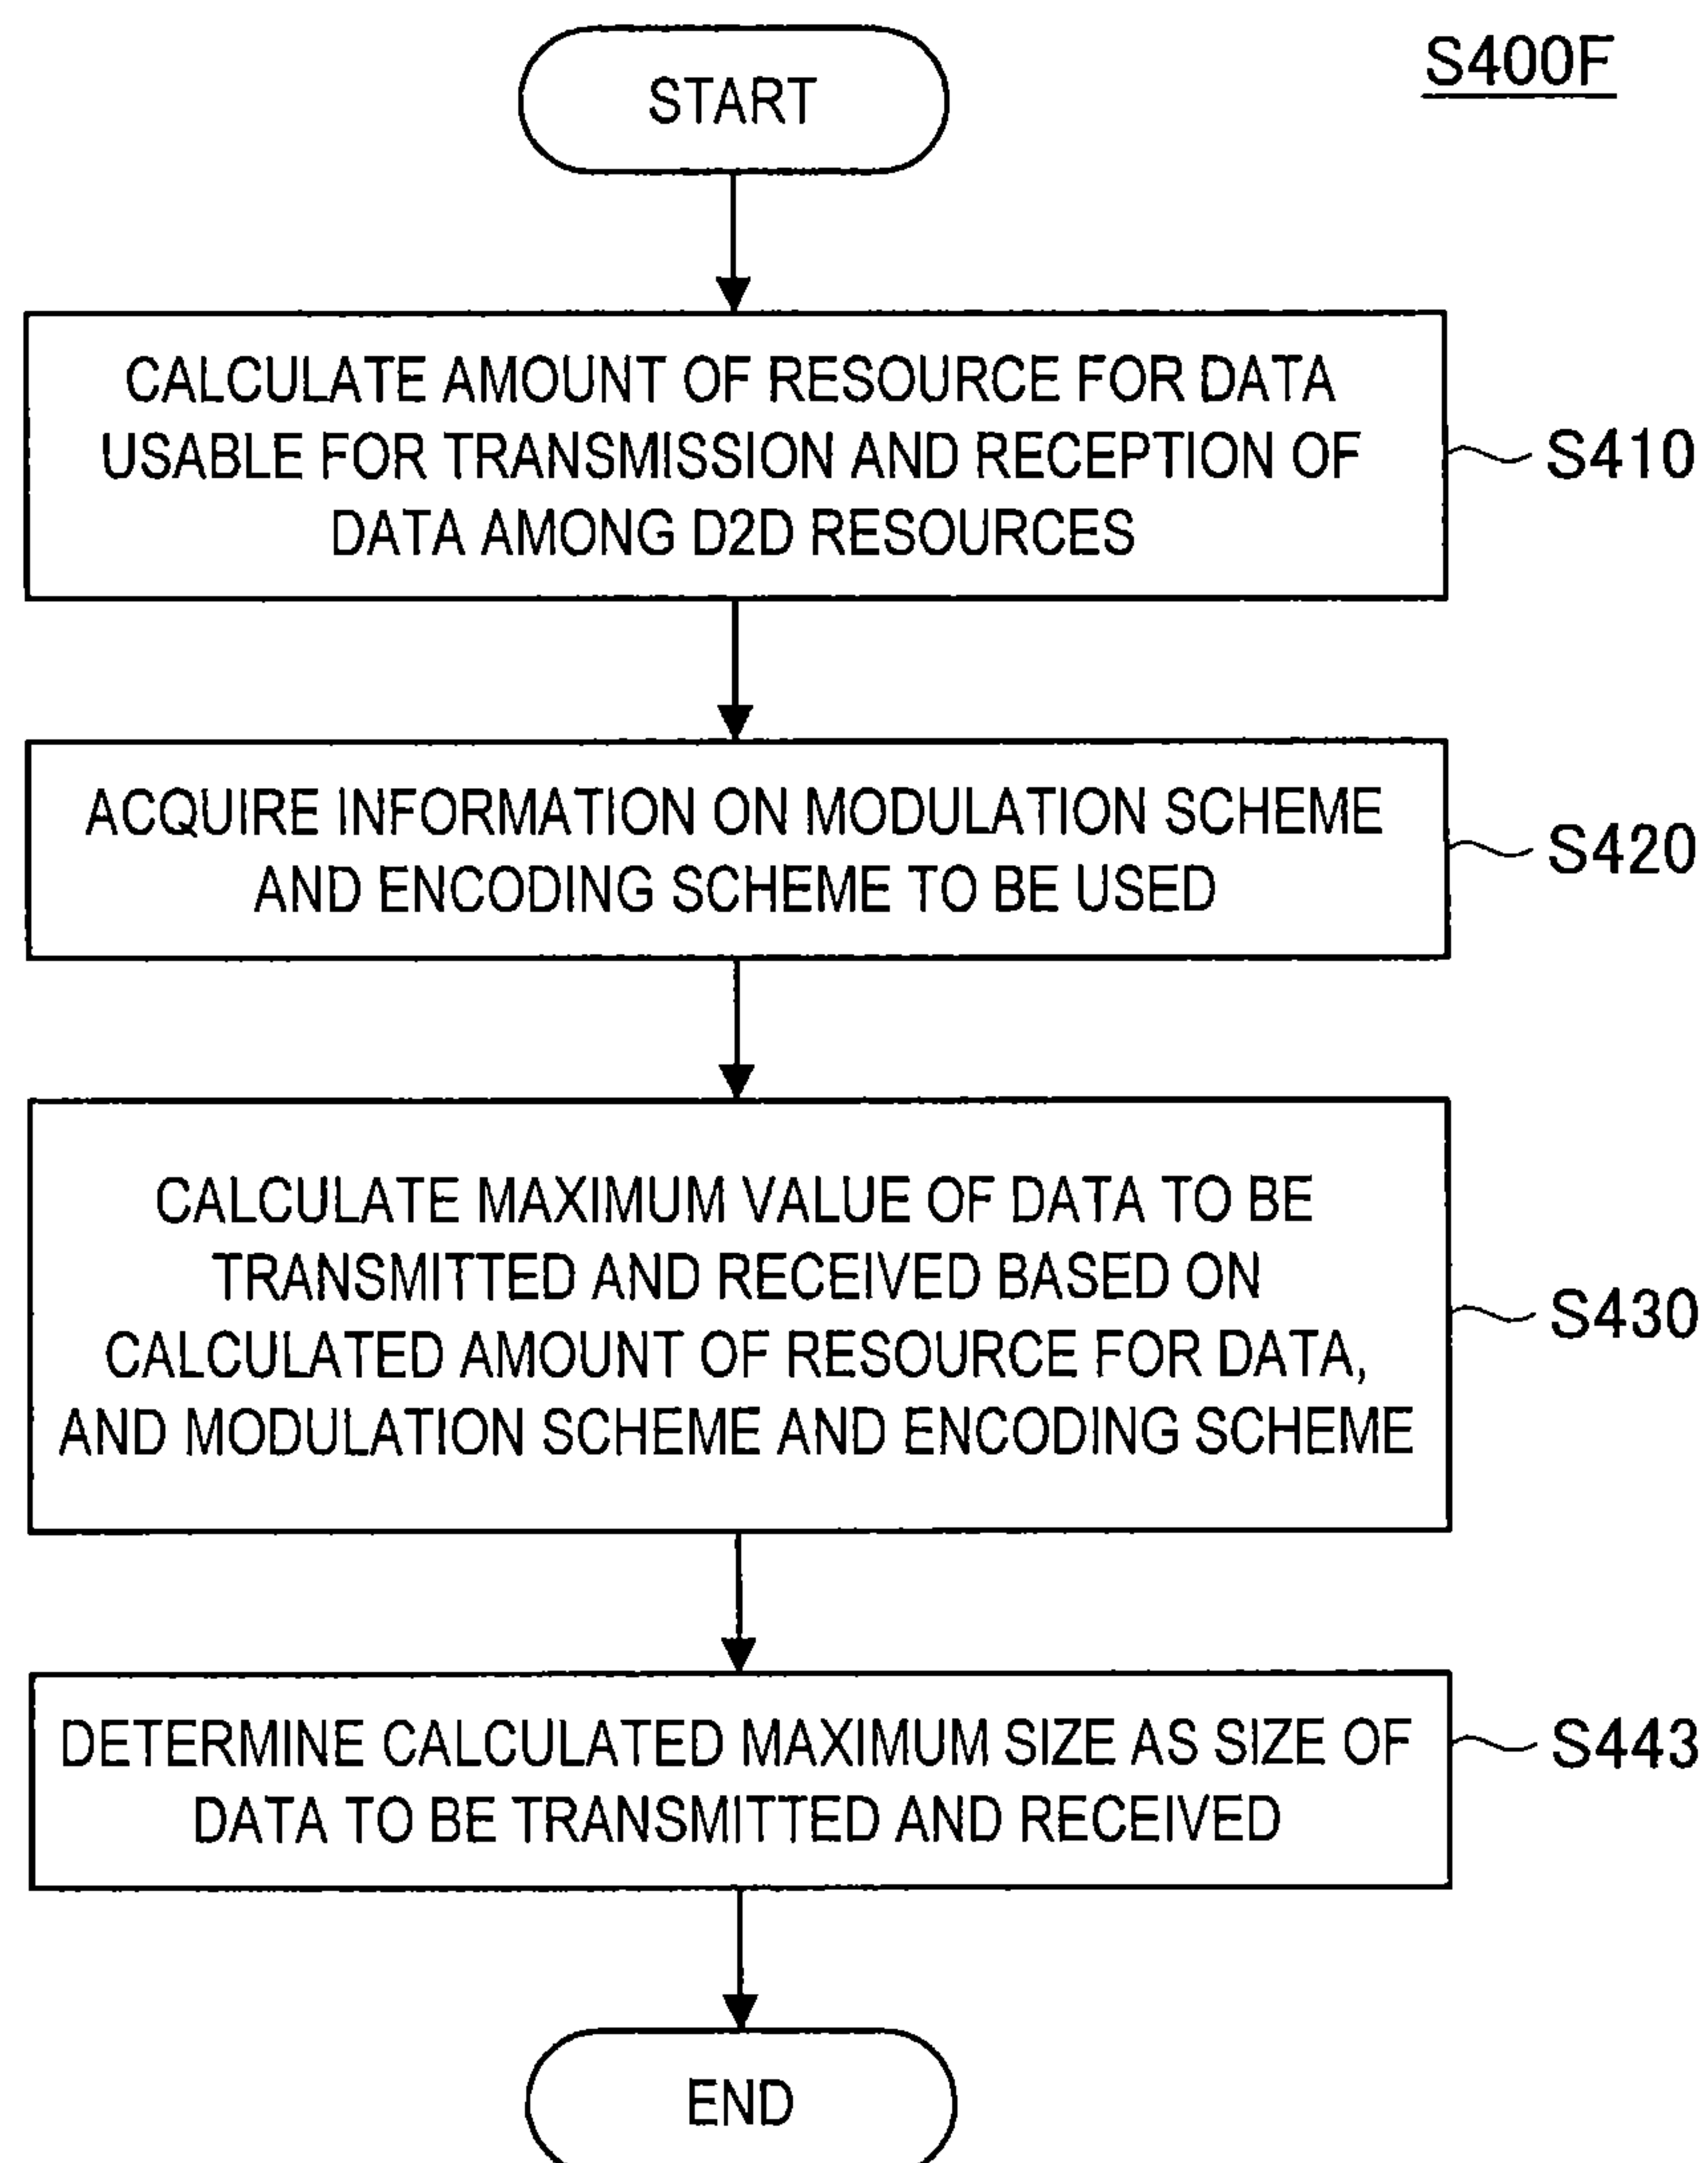 S400F
START
CALCULATE AMOUNT OF RESOURCE FOR DATA
USABLE FOR TRANSMISSION AND RECEPTION OF
DATA AMONG D2D RESOURCES
S410
ACQUIRE INFORMATION ON MODULATION SCHEME
AND ENCODING SCHEME TO BE USED
S420
CALCULATE MAXIMUM VALUE OF DATA TO BE
TRANSMITTED AND RECEIVED BASED ON
CALCULATED AMOUNT OF RESOURCE FOR DATA,
AND MODULATION SCHEME AND ENCODING SCHEME
S430
DETERMINE CALCULATED MAXIMUM SIZE AS SIZE OF
DATA TO BE TRANSMITTED AND RECEIVED
S443
END